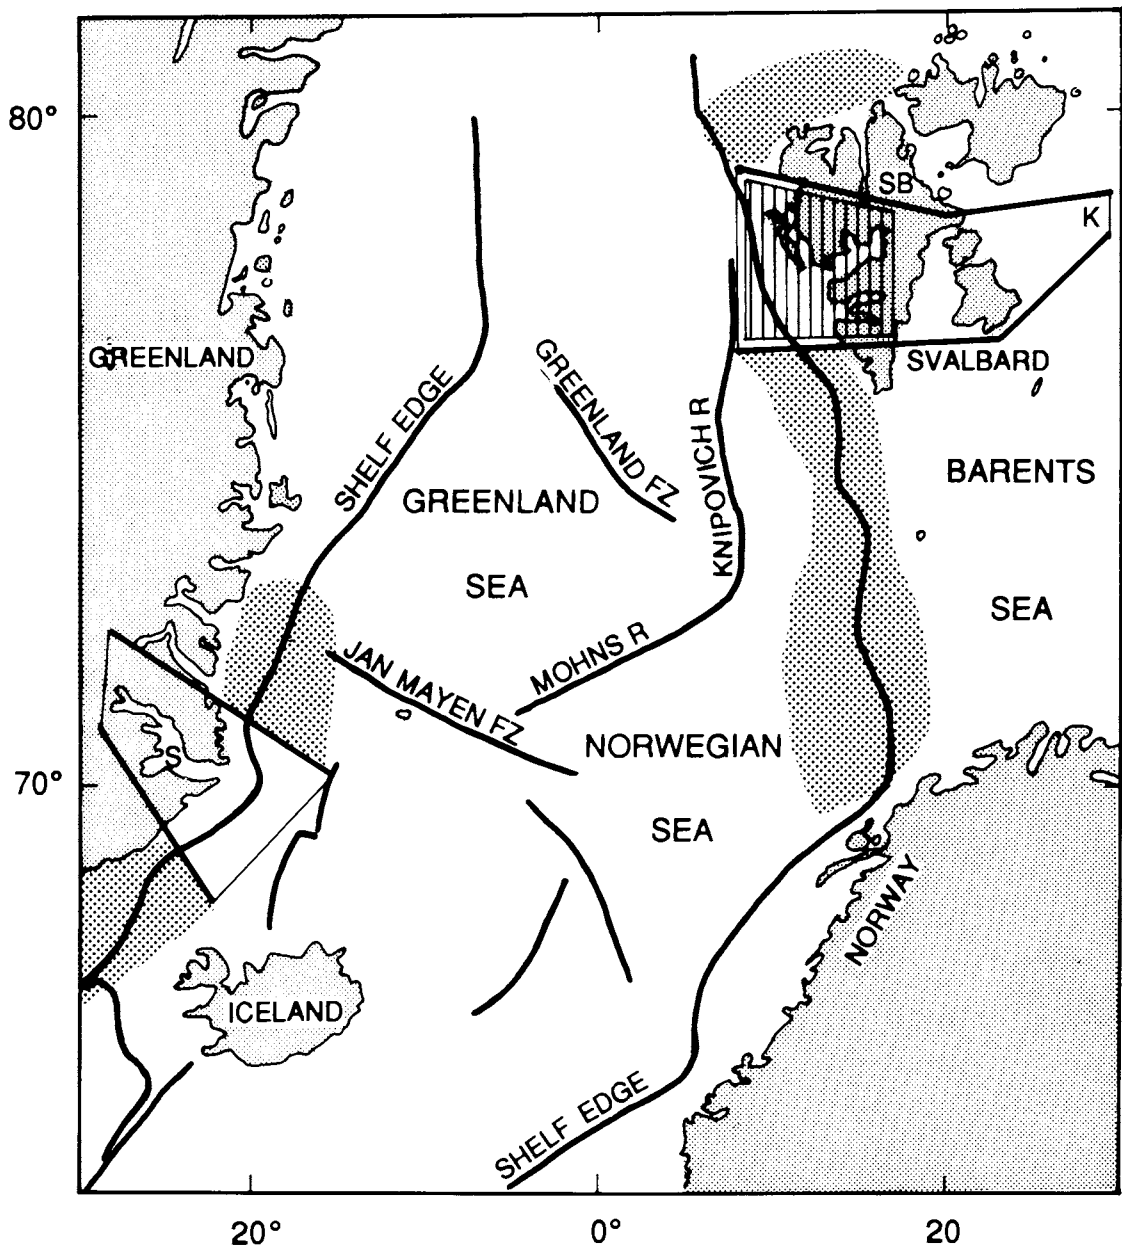 80°
SB
K
GREENLAND
SVALBARD
SHELF EDGE
GREENLAND FZ
KNIPOVICH R
BARENTS
SEA
GREENLAND
SEA
MOHNS R
JAN MAYEN FZ
S
NORWEGIAN
SEA
70°
NORWAY
ICELAND
SHELF EDGE
20°
0°
20